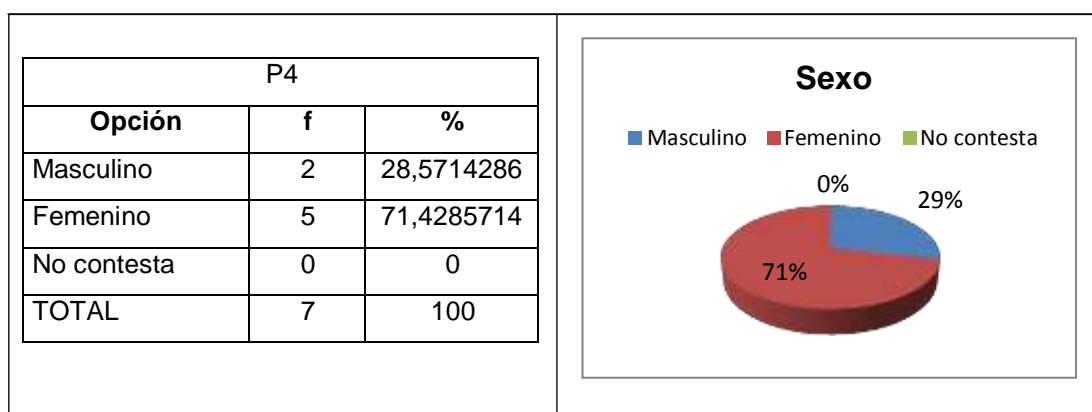 P4
Opción f %
Masculino 2 28,5714286
Femenino 5 71,4285714
No contesta 0 0
TOTAL 7 100
Sexo
Masculino Femenino No contesta
0%
29%
71%